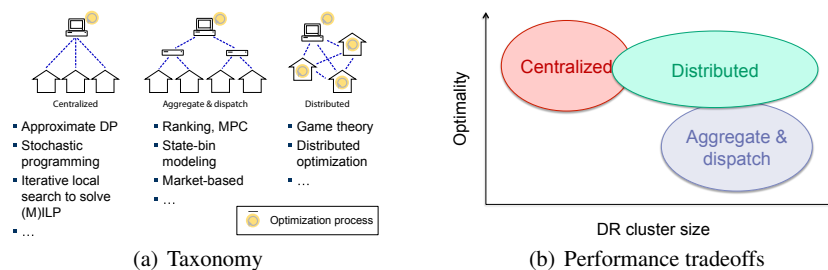 Centralized
Approximate DP
Stochastic
programming
Iterative local
search to solve
(M)ILP
…
Aggregate & dispatch
Ranking, MPC
State-bin
modeling
Market-based
…
Distributed
Game theory
Distributed
optimization
…
Optimization process
(a) Taxonomy
Optimality
Centralized
Distributed
Aggregate &
dispatch
DR cluster size
(b) Performance tradeoffs